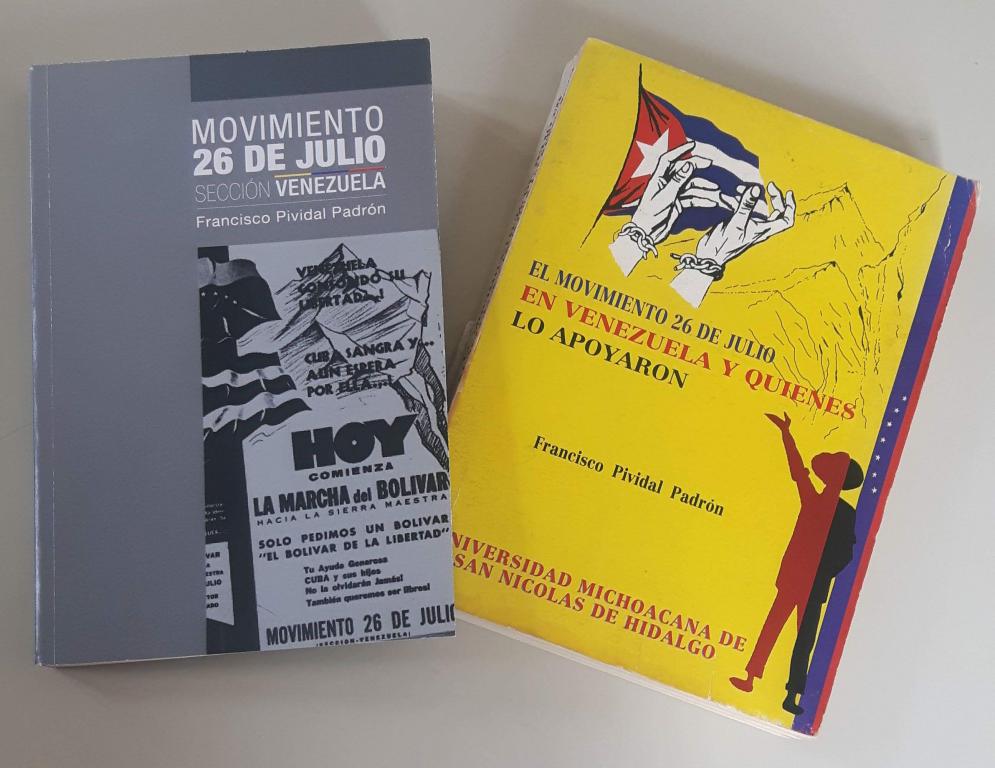 MOVIMIENTO
26 DE JULIO
SECCIÓN VENEZUELA
Francisco Pividal Padrón
VENEZUELA
CONFONDO SU
LIBERTAD..!
CUBA SANGRA Y...
AUN ESPERA
POR ELLA...!
HOY
COMIENZA
LA MARCHA del BOLIVAR
HACIA LA SIERRA MAESTRA
SOLO PEDIMOS UN BOLIVAR
"EL BOLIVAR DE LA LIBERTAD"
Tu Ayuda Generosa
CUBA y sus hijos
No la olvidarán Jamás!
También queremos ser libres!
MOVIMIENTO 26 DE JULIO
(SECCION-VENEZUELA)
EL MOVIMIENTO 26 DE JULIO
EN VENEZUELA Y QUIENES
LO APOYARON
Francisco Pividal Padrón
UNIVERSIDAD MICHOACANA DE
SAN NICOLAS DE HIDALGO